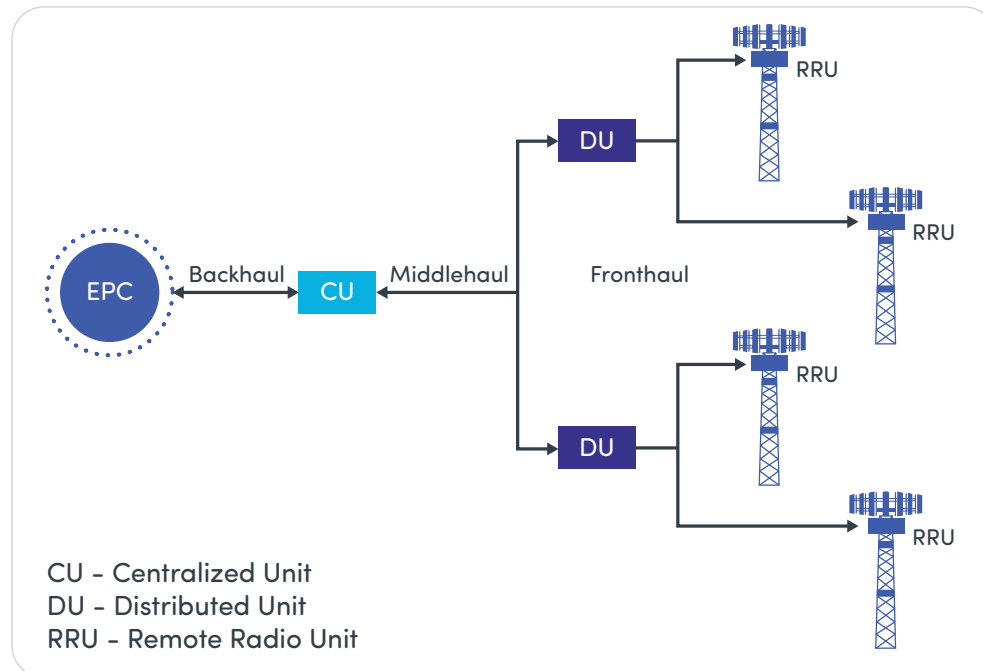 RRU
DU
RRU
Backhaul
Middlehaul
Fronthaul
EPC
CU
RRU
DU
RRU
CU - Centralized Unit
DU - Distributed Unit
RRU - Remote Radio Unit